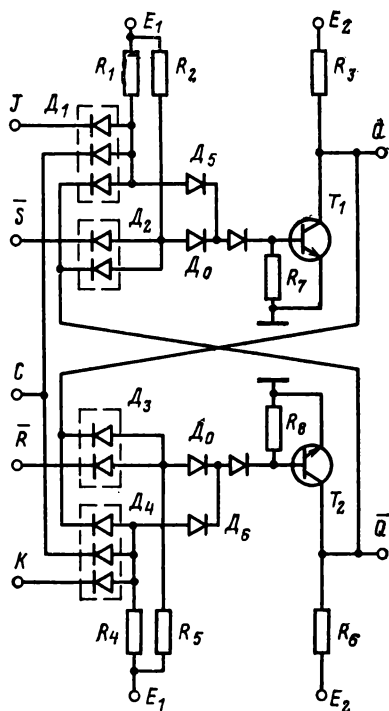 E₁
E₂
R₁
R₂
R₃
J
Д₁
Q
Д₅
S̅
Д₂
T₁
Д₀
R₇
C
R̅
Д₃
Д₀
R₈
Д₄
T₂
Д₆
Q̅
K
R₄
R₅
R₆
E₁
E₂